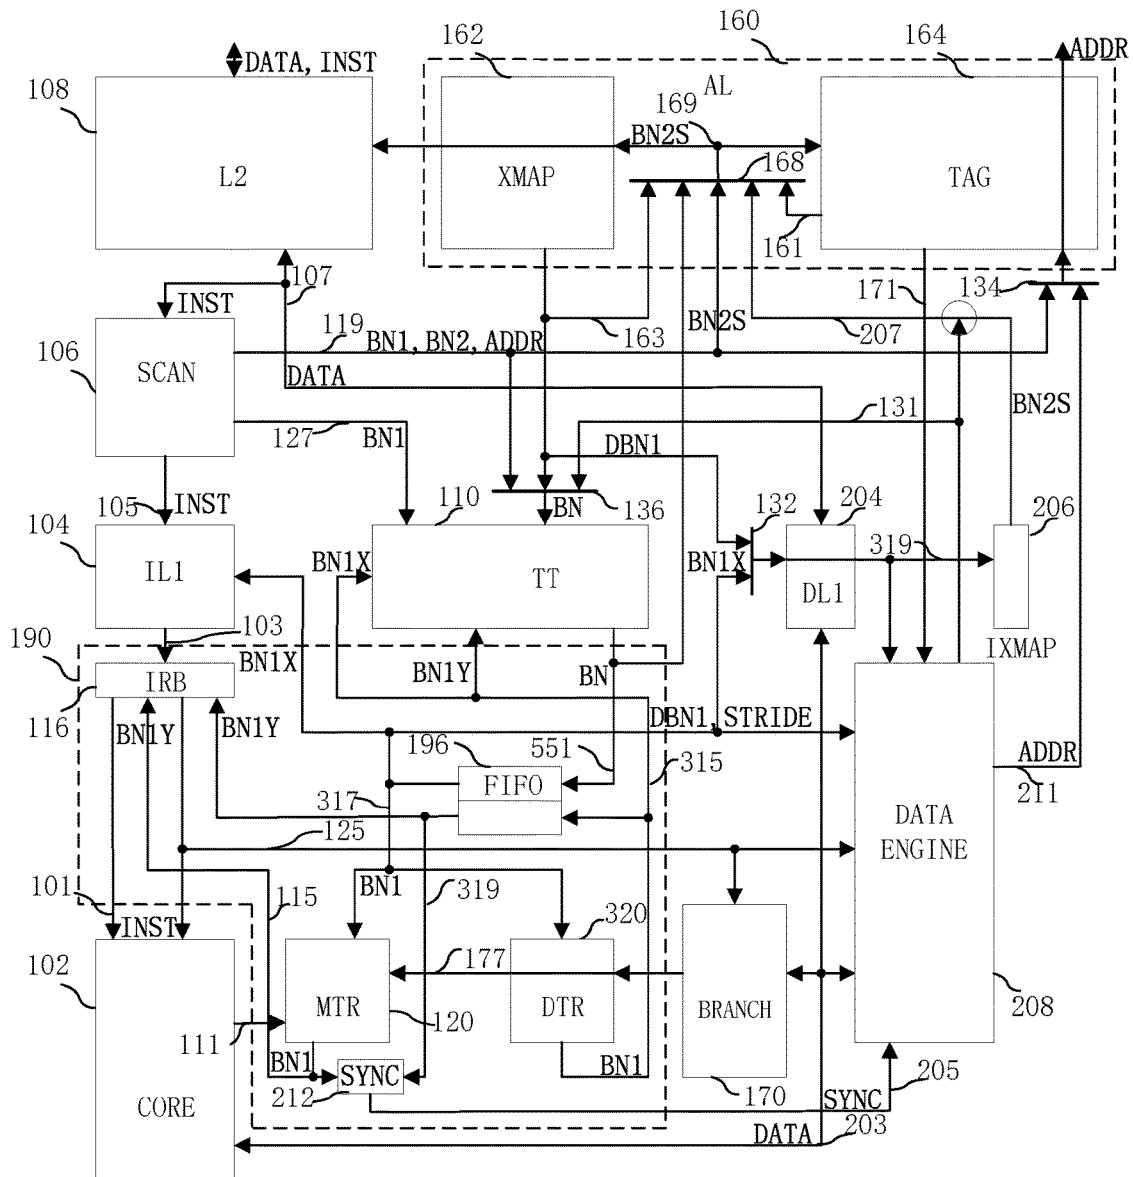 160
162
164
ADDR
DATA, INST
108
AL
169
BN2S
168
L2
XMAP
TAG
161
107
171
134
INST
119
BN1, BN2, ADDR
163
BN2S
207
106
SCAN
DATA
BN2S
131
127
BN1
DBN1
105
INST
110
BN
136
132
204
206
104
IL1
BN1X
TT
BN1X
319
DL1
190
103
BN1X
IXMAP
IRB
BN1Y
BN
116
BN1Y
BN1Y
DBN1, STRIDE
196
551
315
ADDR
FIFO
211
317
DATA
ENGINE
125
101
115
BN1
319
320
INST
102
177
MTR
DTR
BRANCH
208
120
111
BN1
BN1
SYNC
212
170
205
CORE
SYNC
DATA
203